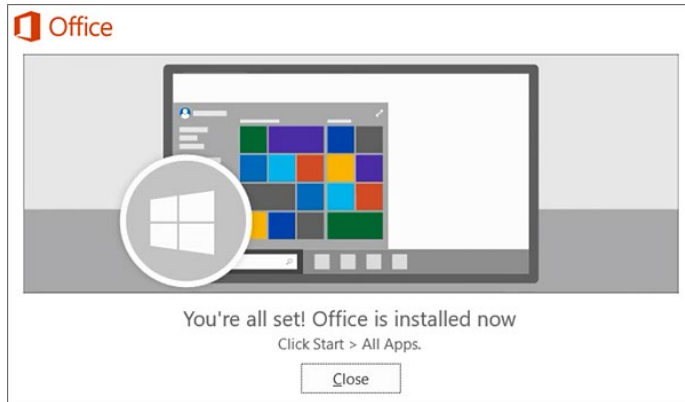 Office
You're all set! Office is installed now
Click Start > All Apps.
Close